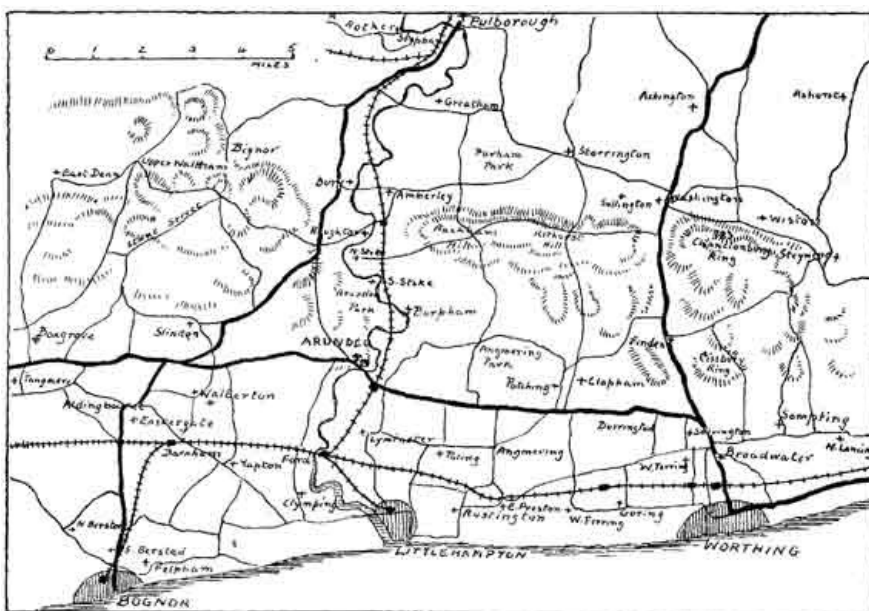 0 1 2 3 4 5
MILES
Rother
Stopham
Pulborough
Greatham
Ashington
Ashurst
Bignor
Parham
Park
Storrington
East Dean
Upper Waltham
Bury
Amberley
Sullington
Washington
Wiston
Stane Street
Houghton
Rackham
Hill
Kithurst
Hill
Chanctonbury
Ring
Steyning
N. Stoke
S. Stoke
Arundel
Park
Burpham
Boxgrove
Slindon
ARUNDEL
Angmering
Park
Findon
Cissbury
Ring
Patching
Clapham
Tangmere
Walberton
Aldingbourne
Eastergate
Lyminster
Poling
Angmering
Durrington
Sompting
Broadwater
N. Lancing
Barnham
Yapton
Ford
W. Tarring
Climping
Rustington
E. Preston
W. Ferring
Goring
N. Bersted
S. Bersted
Felpham
LITTLEHAMPTON
WORTHING
BOGNOR